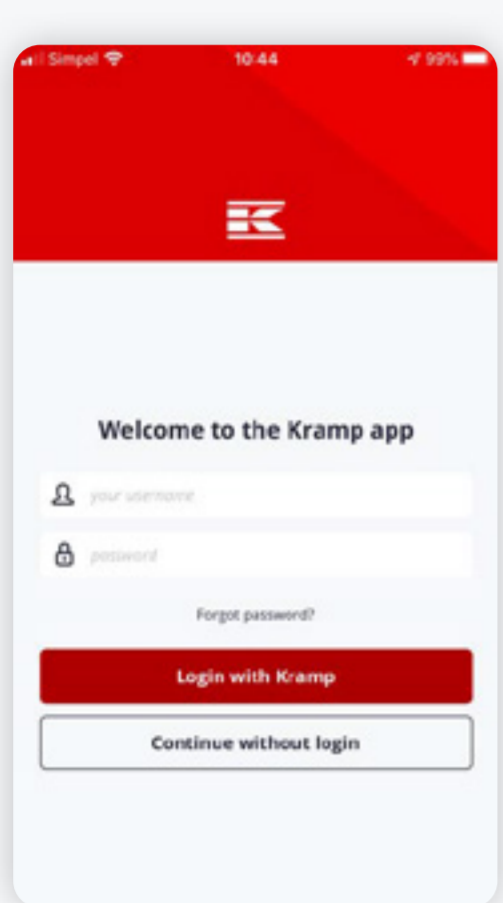 Simpel 10:44 99%
K
Welcome to the Kramp app
your username
password
Forgot password?
Login with Kramp
Continue without login